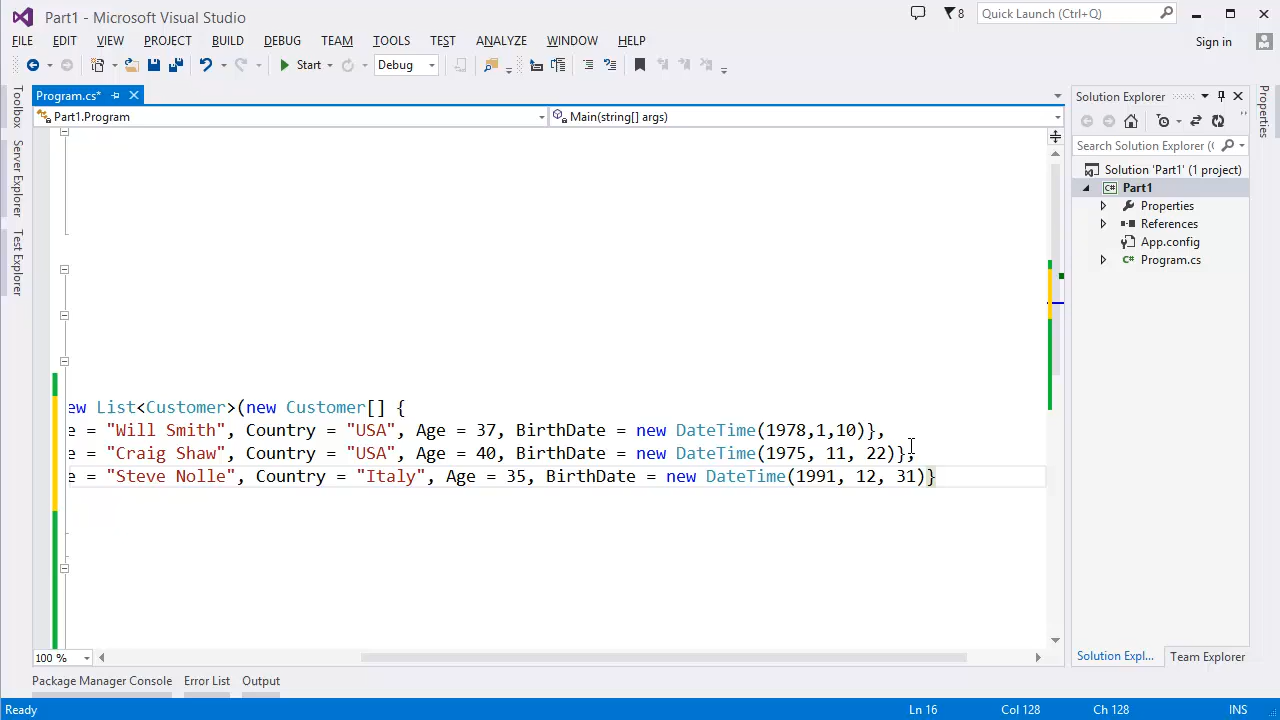 Part1 - Microsoft Visual Studio
8
Quick Launch (Ctrl+Q)
FILE EDIT VIEW PROJECT BUILD DEBUG TEAM TOOLS TEST ANALYZE WINDOW HELP
Sign in
Start Debug
Toolbox
Server Explorer
Test Explorer
Program.cs*
Part1.Program
Main(string[] args)
ew List<Customer>(new Customer[] {
e = "Will Smith", Country = "USA", Age = 37, BirthDate = new DateTime(1978,1,10)},
e = "Craig Shaw", Country = "USA", Age = 40, BirthDate = new DateTime(1975, 11, 22)},
e = "Steve Nolle", Country = "Italy", Age = 35, BirthDate = new DateTime(1991, 12, 31)}
100 %
Solution Explorer
Search Solution Explorer (C
Solution 'Part1' (1 project)
Part1
Properties
References
App.config
Program.cs
Solution Expl...
Team Explorer
Properties
Package Manager Console Error List Output
Ready
Ln 16 Col 128 Ch 128 INS